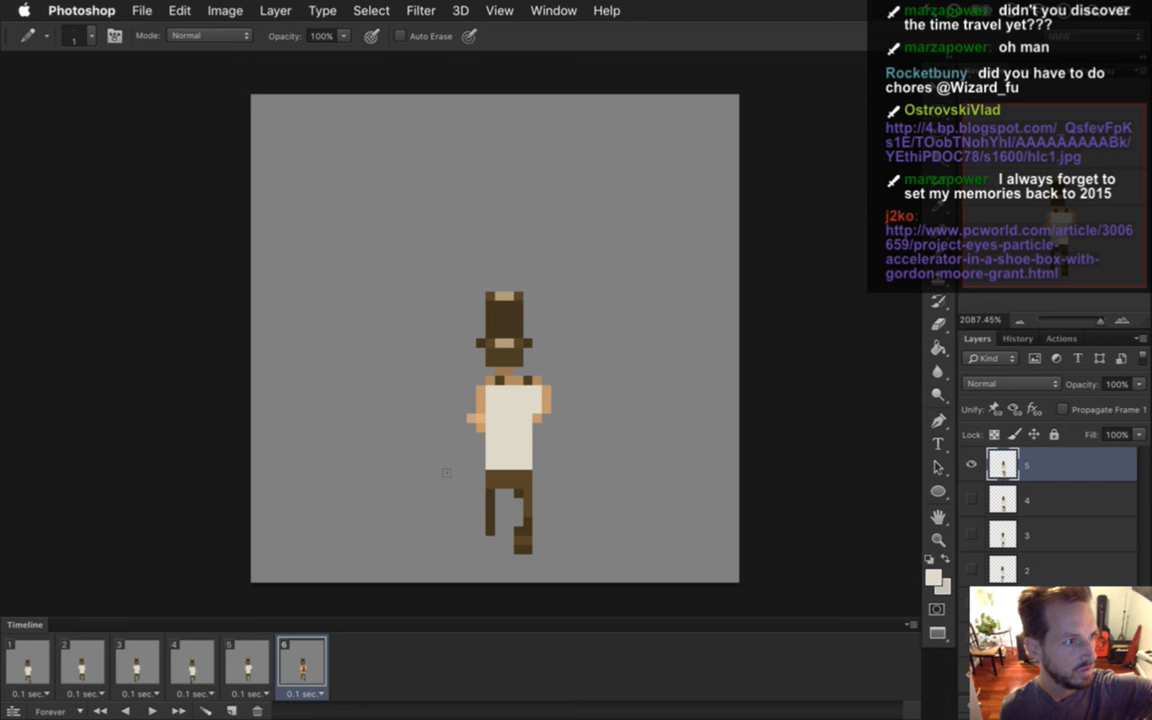 Photoshop File Edit Image Layer Type Select Filter 3D View Window Help
1 Mode: Normal Opacity: 100% Auto Erase
marzapower: didn't you discover
the time travel yet???
marzapower: oh man
Rocketbuny: did you have to do
chores @Wizard_fu
OstrovskiVlad:
http://4.bp.blogspot.com/_QsfevFpK
s1E/TOobTNohYhI/AAAAAAAAABk/
YEthiPDOC78/s1600/hlc1.jpg
marzapower: I always forget to
set my memories back to 2015
j2ko:
http://www.pcworld.com/article/3006
659/project-eyes-particle-
accelerator-in-a-shoe-box-with-
gordon-moore-grant.html
2087.45%
Layers History Actions
Kind
Normal Opacity: 100%
Unify: Propagate Frame 1
Lock: Fill: 100%
5
4
3
2
Timeline
1 2 3 4 5 6
0.1 sec. 0.1 sec. 0.1 sec. 0.1 sec. 0.1 sec. 0.1 sec.
Forever